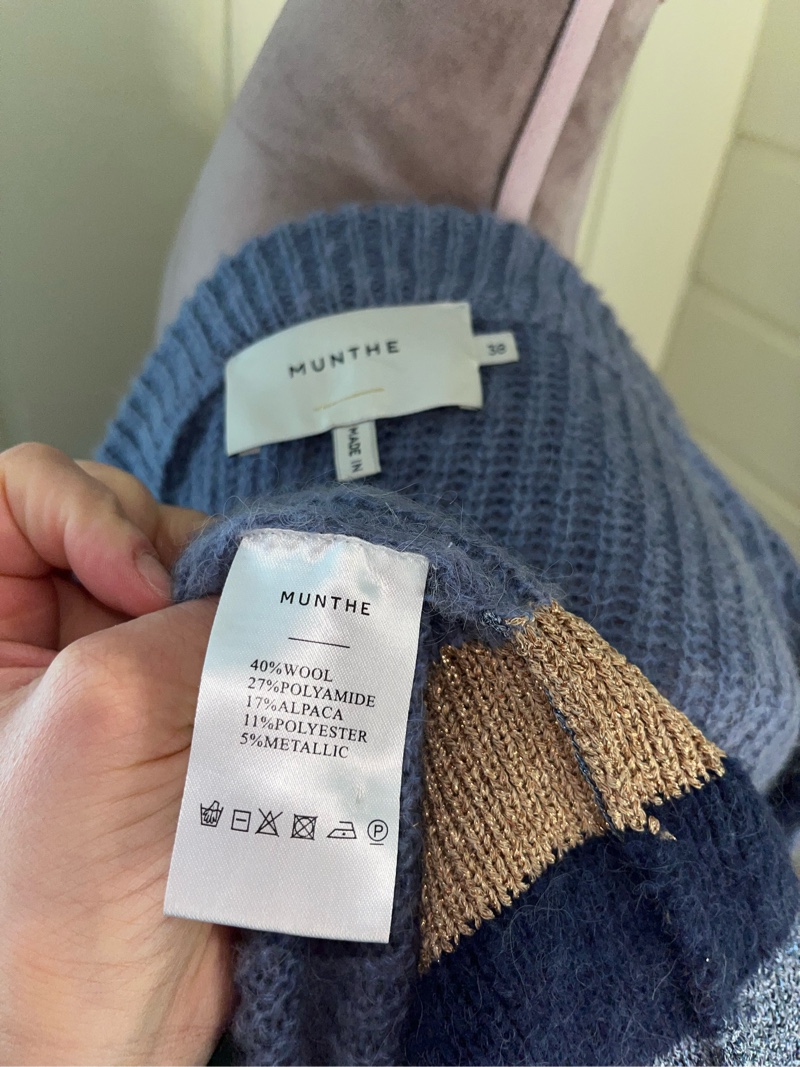 MUNTHE
38
MADE IN
MUNTHE
40%WOOL
27%POLYAMIDE
17%ALPACA
11%POLYESTER
5%METALLIC
P